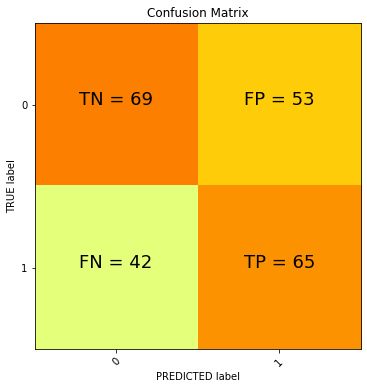 Confusion Matrix
TN = 69
FP = 53
0
TRUE label
FN = 42
TP = 65
1
0
1
PREDICTED label